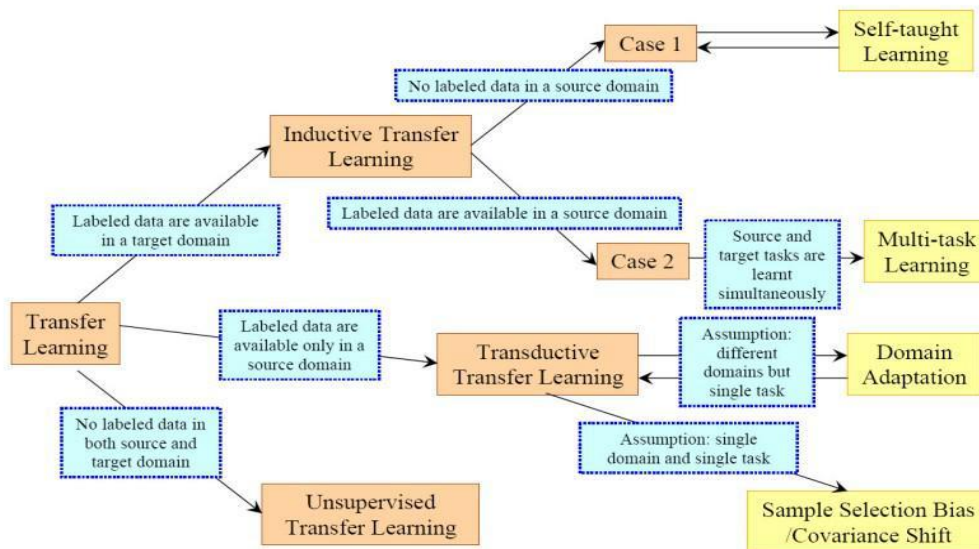 Case 1
Self-taught
Learning
No labeled data in a source domain
Inductive Transfer
Learning
Labeled data are available
in a target domain
Labeled data are available in a source domain
Case 2
Source and
target tasks are
learnt
simultaneously
Multi-task
Learning
Transfer
Learning
Labeled data are
available only in a
source domain
Transductive
Transfer Learning
Assumption:
different
domains but
single task
Domain
Adaptation
No labeled data in
both source and
target domain
Assumption: single
domain and single task
Unsupervised
Transfer Learning
Sample Selection Bias
/Covariance Shift